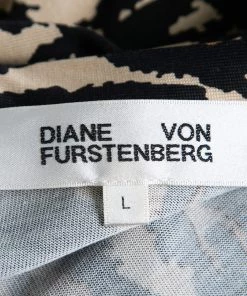 DIANE VON
FURSTENBERG
L